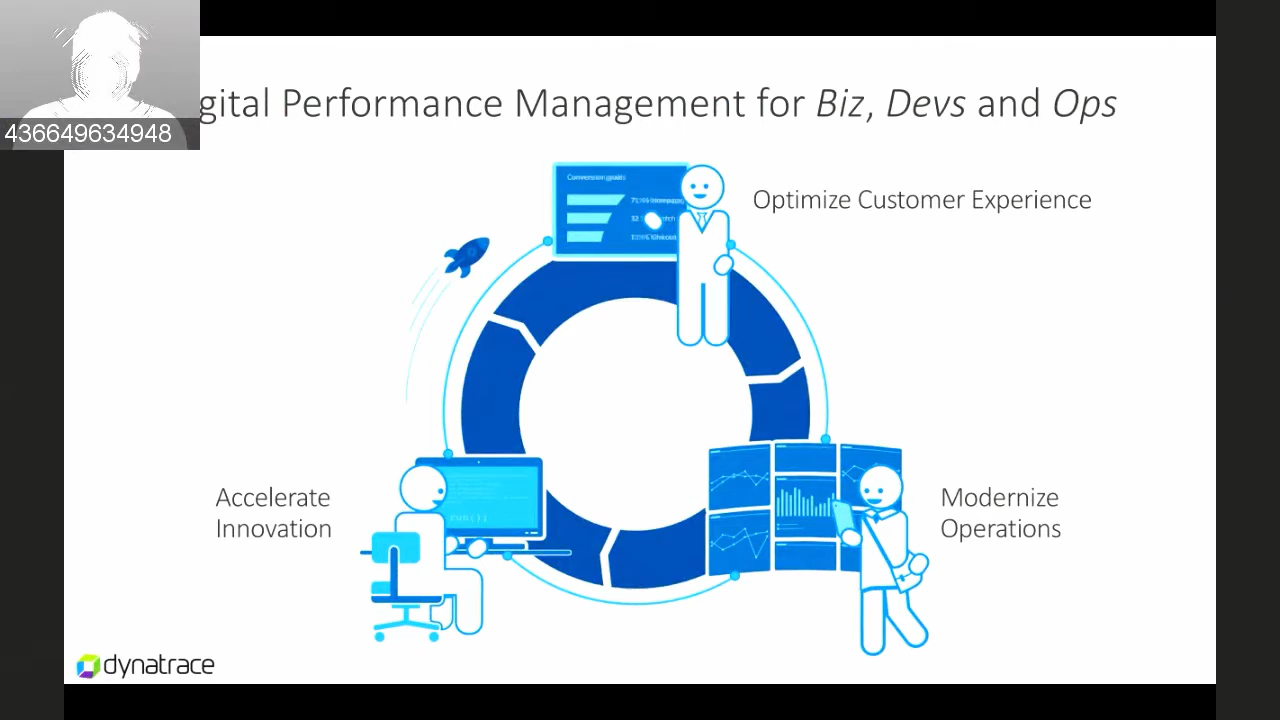 436649634948
gital Performance Management for Biz, Devs and Ops
Conversion goals
Optimize Customer Experience
run();
Accelerate
Innovation
Modernize
Operations
dynatrace